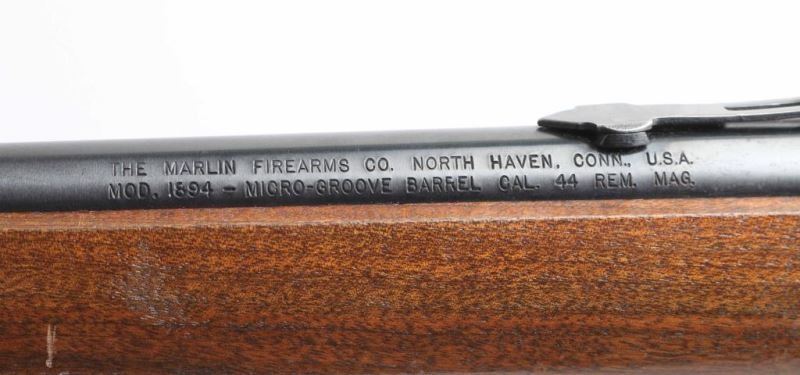 THE MARLIN FIREARMS CO. NORTH HAVEN, CONN., U.S.A.
MOD. 1894 – MICRO-GROOVE BARREL CAL. 44 REM. MAG.